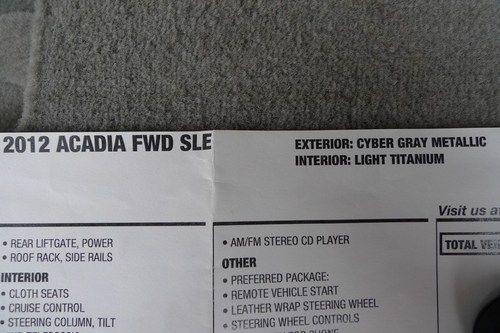 2012 ACADIA FWD SLE
EXTERIOR: CYBER GRAY METALLIC
INTERIOR: LIGHT TITANIUM
Visit us
• REAR LIFTGATE, POWER
• ROOF RACK, SIDE RAILS
INTERIOR
• CLOTH SEATS
• CRUISE CONTROL
• STEERING COLUMN, TILT
• AM/FM STEREO CD PLAYER
OTHER
• PREFERRED PACKAGE:
• REMOTE VEHICLE START
• LEATHER WRAP STEERING WHEEL
• STEERING WHEEL CONTROLS
TOTAL